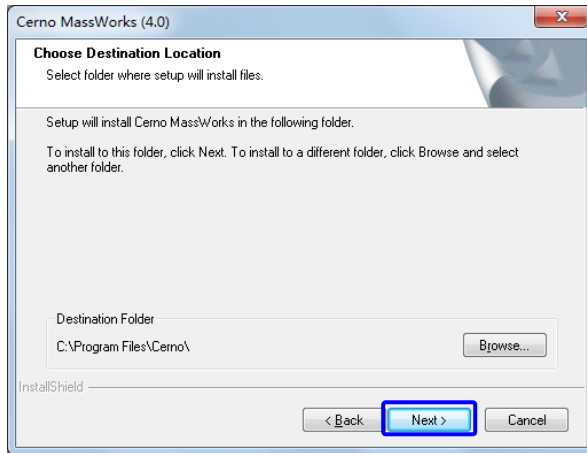 Cerno MassWorks (4.0)
Choose Destination Location
Select folder where setup will install files.
Setup will install Cerno MassWorks in the following folder.
To install to this folder, click Next. To install to a different folder, click Browse and select
another folder.
Destination Folder
C:\Program Files\Cerno\
Browse...
InstallShield
< Back
Next >
Cancel